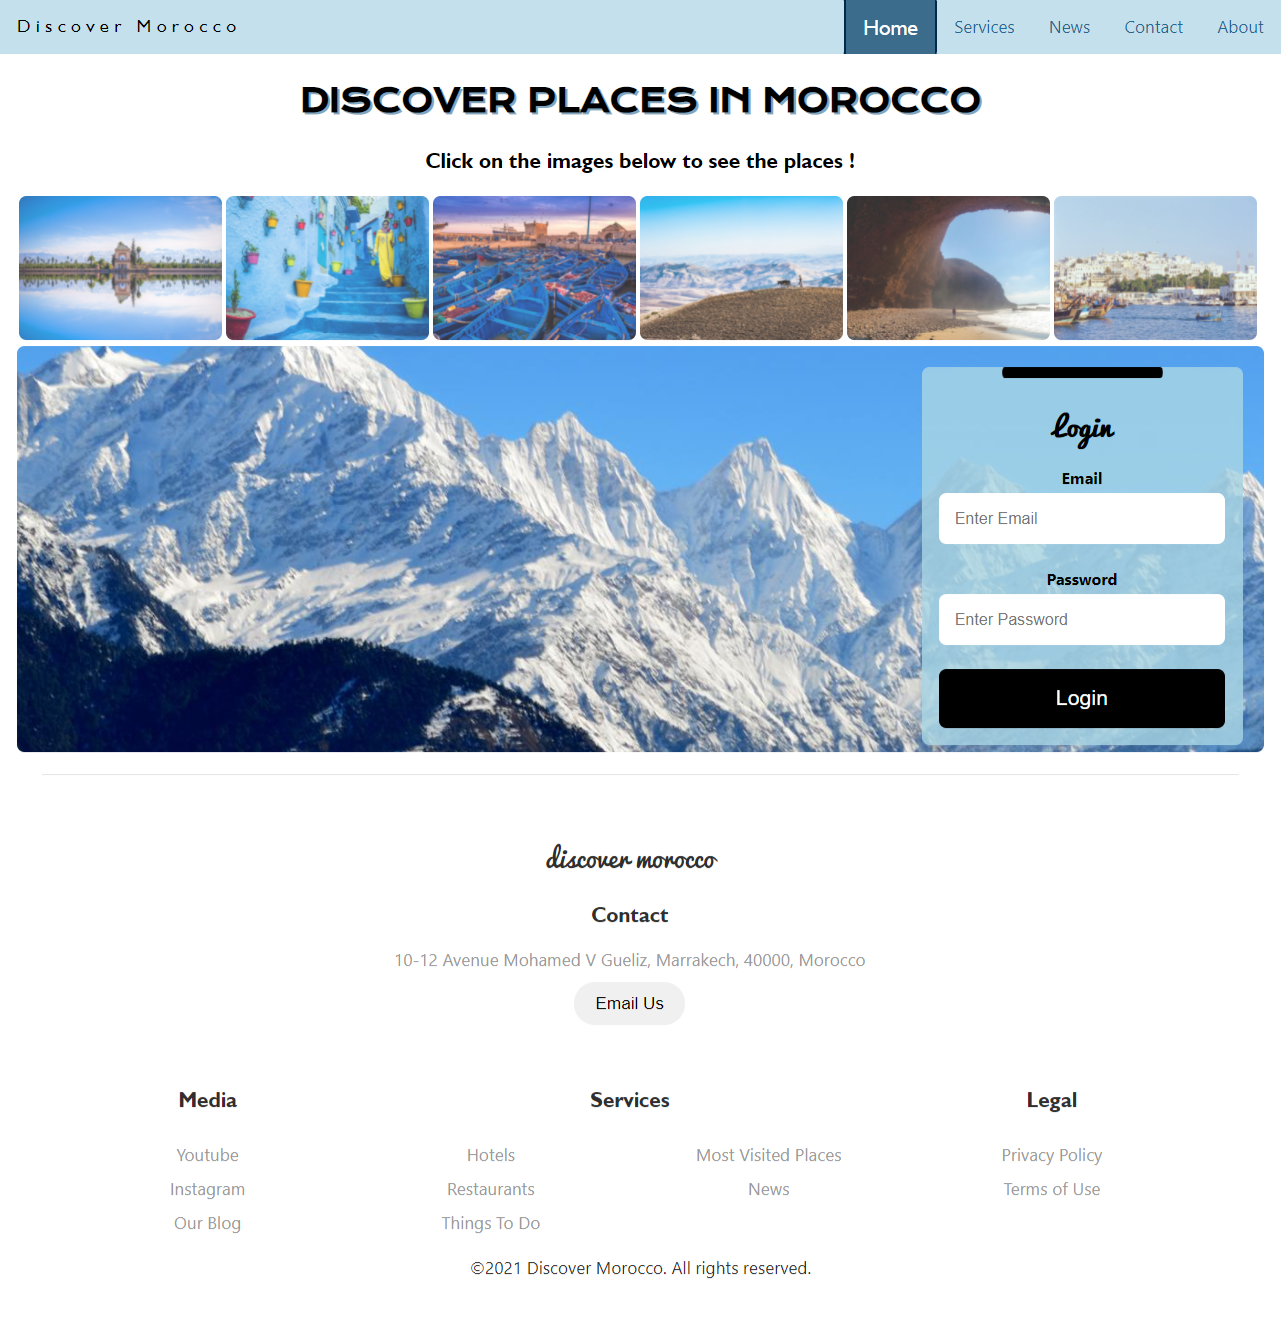 Discover Morocco
Home Services News Contact About
DISCOVER PLACES IN MOROCCO
Click on the images below to see the places !
Login
Email
Enter Email
Password
Enter Password
Login
discover morocco
Contact
10-12 Avenue Mohamed V Gueliz, Marrakech, 40000, Morocco
Email Us
Media
Youtube
Instagram
Our Blog
Services
Hotels
Restaurants
Things To Do
Most Visited Places
News
Legal
Privacy Policy
Terms of Use
©2021 Discover Morocco. All rights reserved.